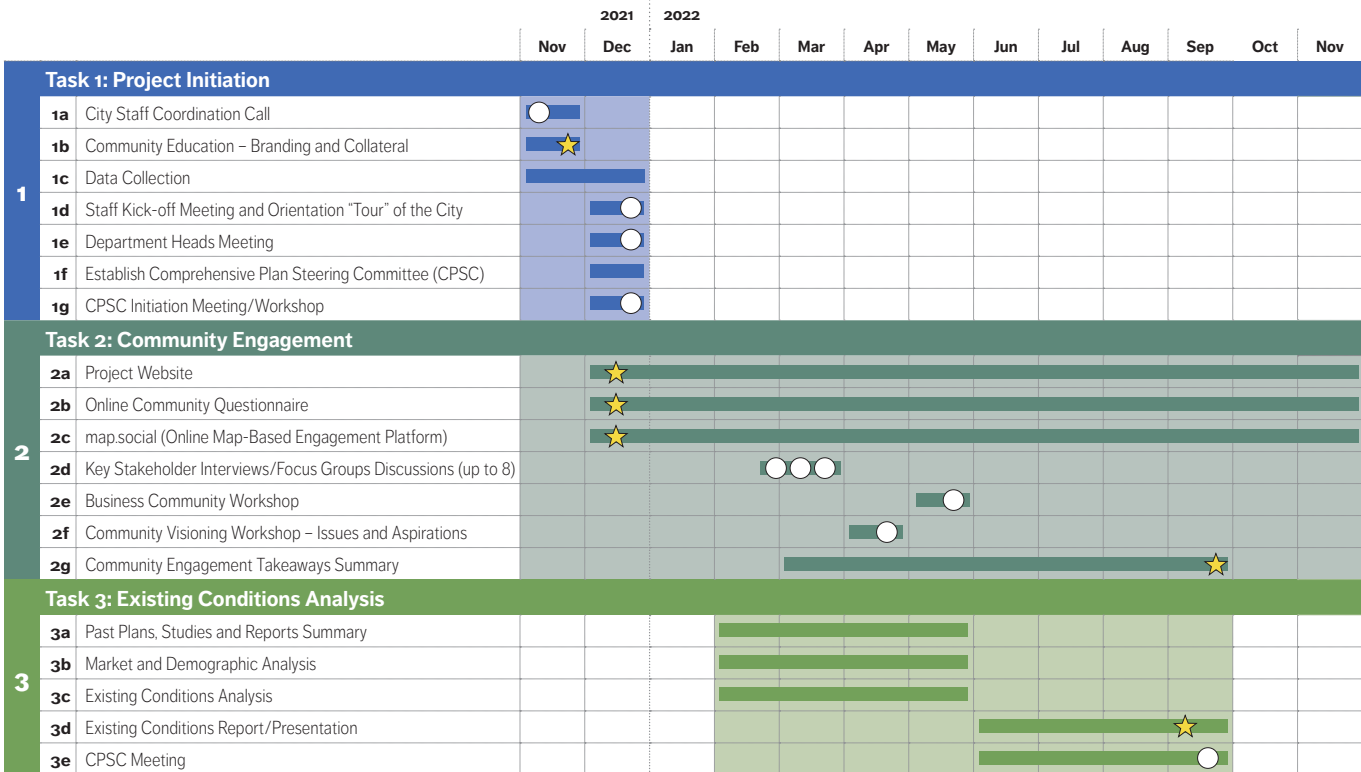 2021 2022
Nov Dec Jan Feb Mar Apr May Jun Jul Aug Sep Oct Nov
Task 1: Project Initiation
1
1a City Staff Coordination Call
1b Community Education – Branding and Collateral
1c Data Collection
1d Staff Kick-off Meeting and Orientation “Tour” of the City
1e Department Heads Meeting
1f Establish Comprehensive Plan Steering Committee (CPSC)
1g CPSC Initiation Meeting/Workshop
Task 2: Community Engagement
2
2a Project Website
2b Online Community Questionnaire
2c map.social (Online Map-Based Engagement Platform)
2d Key Stakeholder Interviews/Focus Groups Discussions (up to 8)
2e Business Community Workshop
2f Community Visioning Workshop – Issues and Aspirations
2g Community Engagement Takeaways Summary
Task 3: Existing Conditions Analysis
3
3a Past Plans, Studies and Reports Summary
3b Market and Demographic Analysis
3c Existing Conditions Analysis
3d Existing Conditions Report/Presentation
3e CPSC Meeting